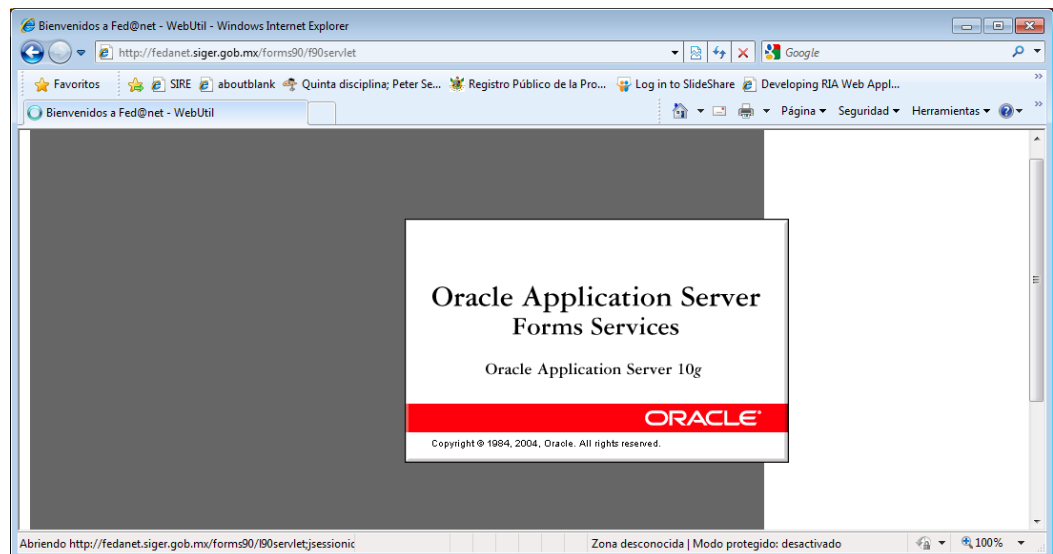 Bienvenidos a Fed@net - WebUtil - Windows Internet Explorer
http://fedanet.siger.gob.mx/forms90/f90servlet
Google
Favoritos SIRE aboutblank Quinta disciplina; Peter Se... Registro Público de la Pro... Log in to SlideShare Developing RIA Web Appl...
Bienvenidos a Fed@net - WebUtil
Página Seguridad Herramientas
Oracle Application Server
Forms Services
Oracle Application Server 10g
ORACLE
Copyright © 1984, 2004, Oracle. All rights reserved.
Abriendo http://fedanet.siger.gob.mx/forms90/l90servlet;jsessionic Zona desconocida | Modo protegido: desactivado 100%